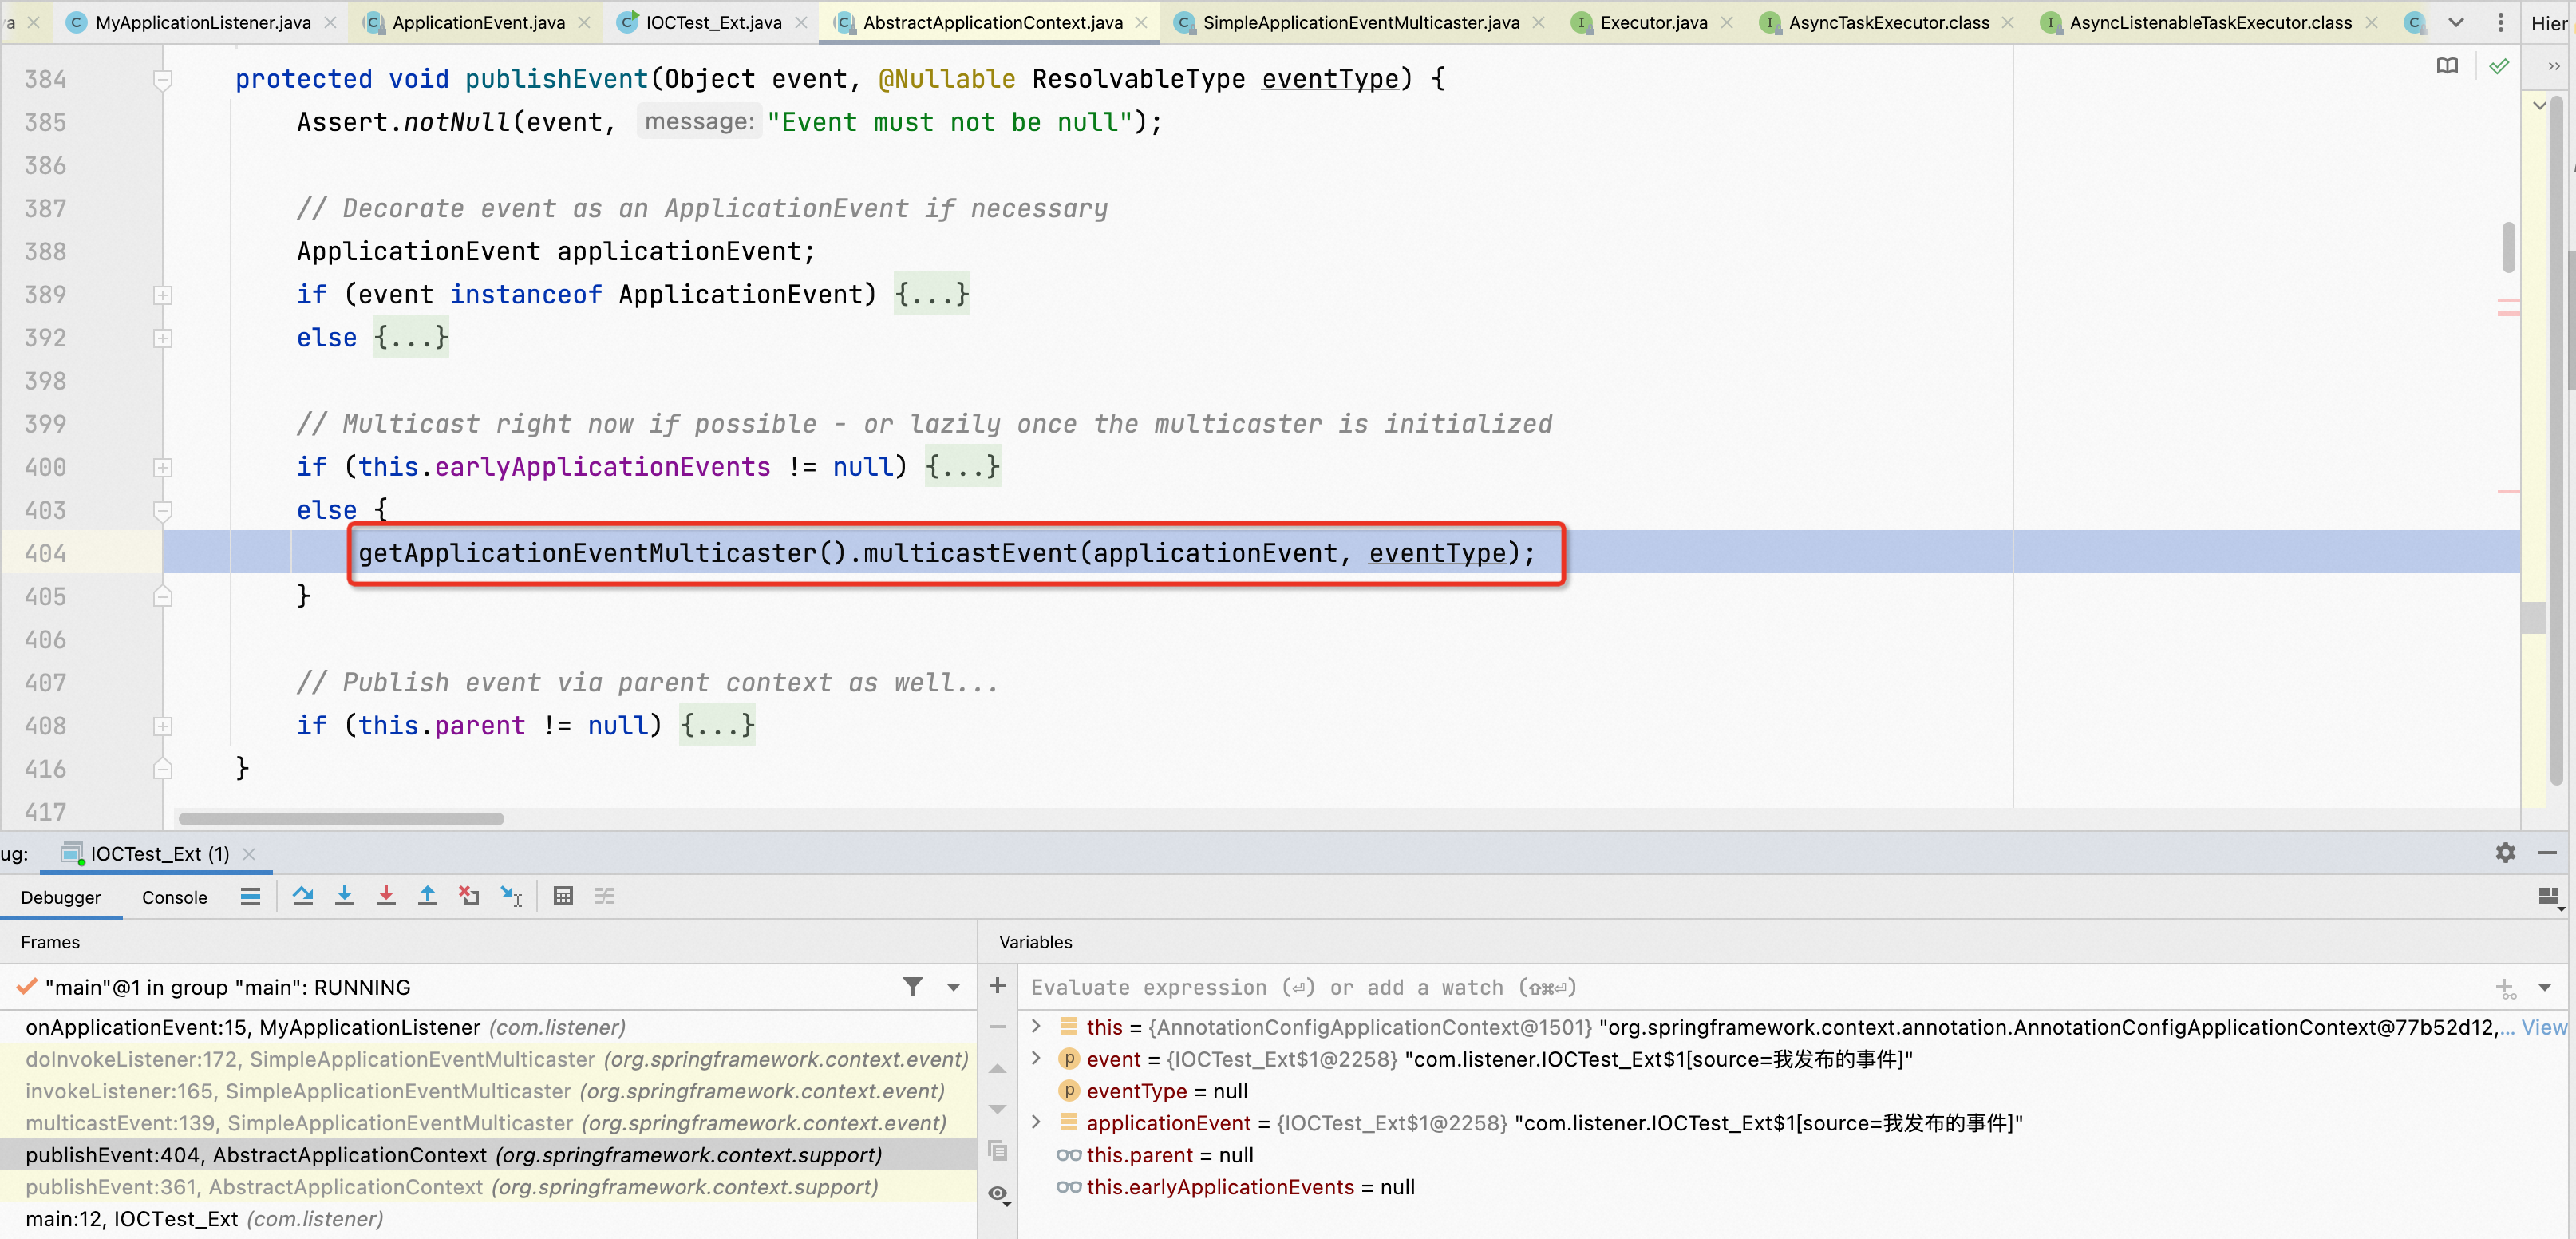 a MyApplicationListener.java ApplicationEvent.java IOCTest_Ext.java AbstractApplicationContext.java SimpleApplicationEventMulticaster.java Executor.java AsyncTaskExecutor.class AsyncListenableTaskExecutor.class Hier
384 protected void publishEvent(Object event, @Nullable ResolvableType eventType) {
385 Assert.notNull(event, message: "Event must not be null");
386
387 // Decorate event as an ApplicationEvent if necessary
388 ApplicationEvent applicationEvent;
389 if (event instanceof ApplicationEvent) {...}
392 else {...}
398
399 // Multicast right now if possible - or lazily once the multicaster is initialized
400 if (this.earlyApplicationEvents != null) {...}
403 else {
404 getApplicationEventMulticaster().multicastEvent(applicationEvent, eventType);
405 }
406
407 // Publish event via parent context as well...
408 if (this.parent != null) {...}
416 }
417
ug: IOCTest_Ext (1)
Debugger Console
Frames
"main"@1 in group "main": RUNNING
onApplicationEvent:15, MyApplicationListener (com.listener)
doInvokeListener:172, SimpleApplicationEventMulticaster (org.springframework.context.event)
invokeListener:165, SimpleApplicationEventMulticaster (org.springframework.context.event)
multicastEvent:139, SimpleApplicationEventMulticaster (org.springframework.context.event)
publishEvent:404, AbstractApplicationContext (org.springframework.context.support)
publishEvent:361, AbstractApplicationContext (org.springframework.context.support)
main:12, IOCTest_Ext (com.listener)
Variables
Evaluate expression (⏎) or add a watch (⇧⌘⏎)
this = {AnnotationConfigApplicationContext@1501} "org.springframework.context.annotation.AnnotationConfigApplicationContext@77b52d12,... View
event = {IOCTest_Ext$1@2258} "com.listener.IOCTest_Ext$1[source=我发布的事件]"
eventType = null
applicationEvent = {IOCTest_Ext$1@2258} "com.listener.IOCTest_Ext$1[source=我发布的事件]"
this.parent = null
this.earlyApplicationEvents = null